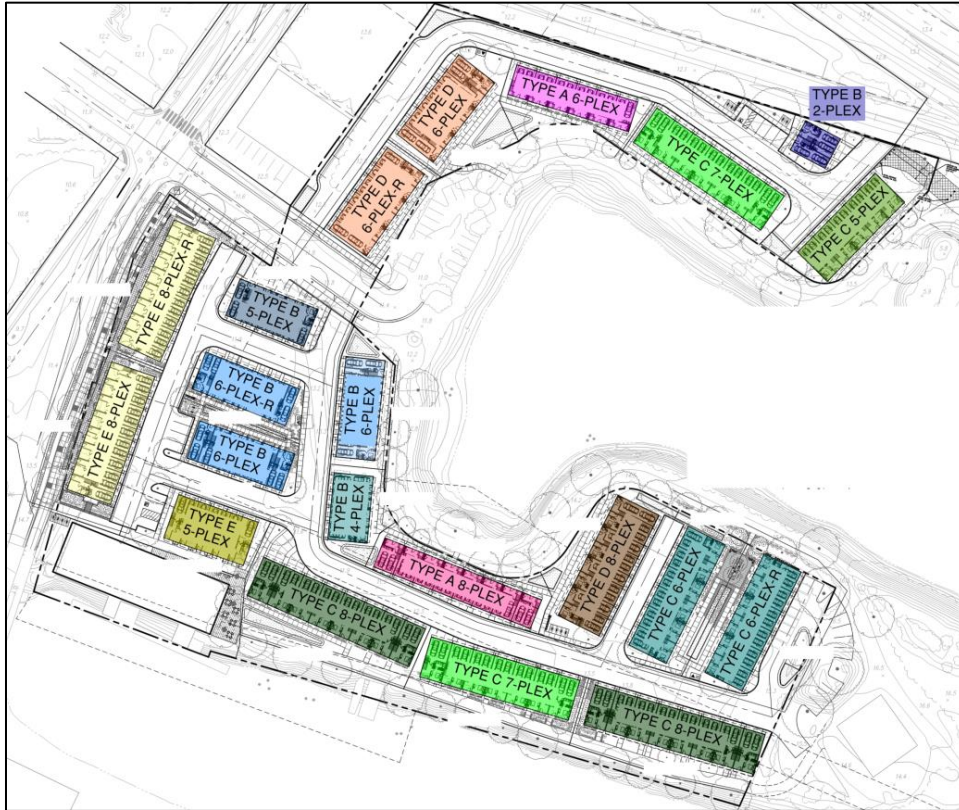 TYPE B
2-PLEX
TYPE A 6-PLEX
TYPE D
6-PLEX
TYPE C 7-PLEX
TYPE D
6-PLEX-R
TYPE C 5-PLEX
TYPE E 8-PLEX-R
TYPE B
5-PLEX
TYPE B
6-PLEX-R
TYPE B
6-PLEX
TYPE E 8-PLEX
TYPE B
6-PLEX
TYPE B
4-PLEX
TYPE E
5-PLEX
TYPE A 8-PLEX
TYPE D 8-PLEX
TYPE C 6-PLEX
TYPE C 6-PLEX-R
TYPE C 8-PLEX
TYPE C 7-PLEX
TYPE C 8-PLEX